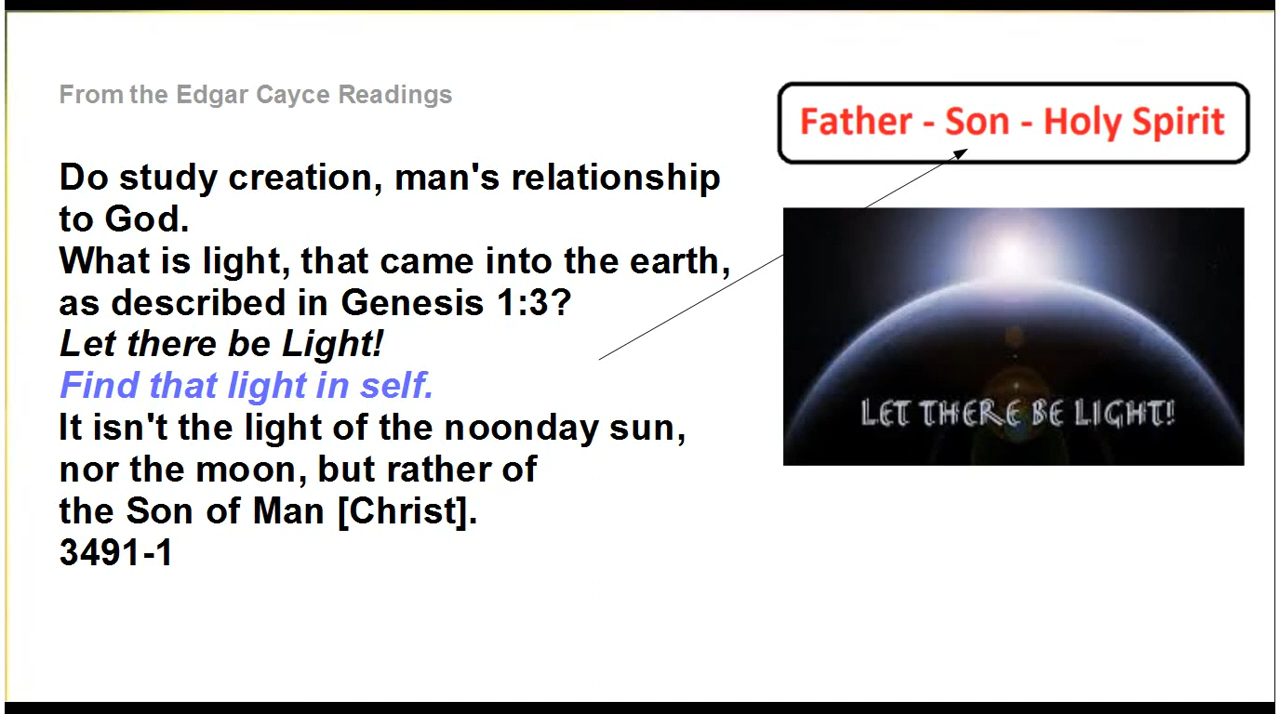 From the Edgar Cayce Readings
Do study creation, man's relationship
to God.
What is light, that came into the earth,
as described in Genesis 1:3?
Let there be Light!
Find that light in self.
It isn't the light of the noonday sun,
nor the moon, but rather of
the Son of Man [Christ].
3491-1
Father - Son - Holy Spirit
LET THERE BE LIGHT!